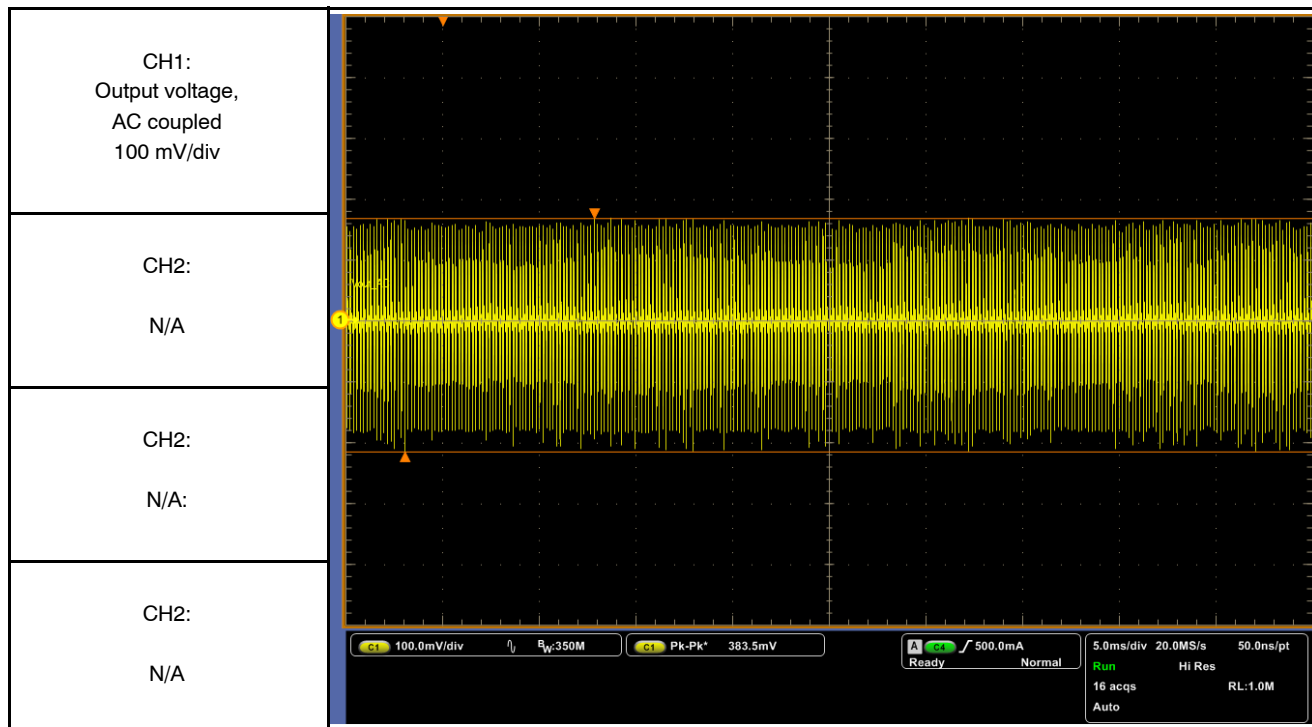 CH1:
Output voltage,
AC coupled
100 mV/div
CH2:
N/A
CH2:
N/A:
CH2:
N/A
1
C1 100.0mV/div BW:350M
C1 Pk-Pk* 383.5mV
A C4 500.0mA
Ready Normal
5.0ms/div 20.0MS/s 50.0ns/pt
Run Hi Res
16 acqs RL:1.0M
Auto